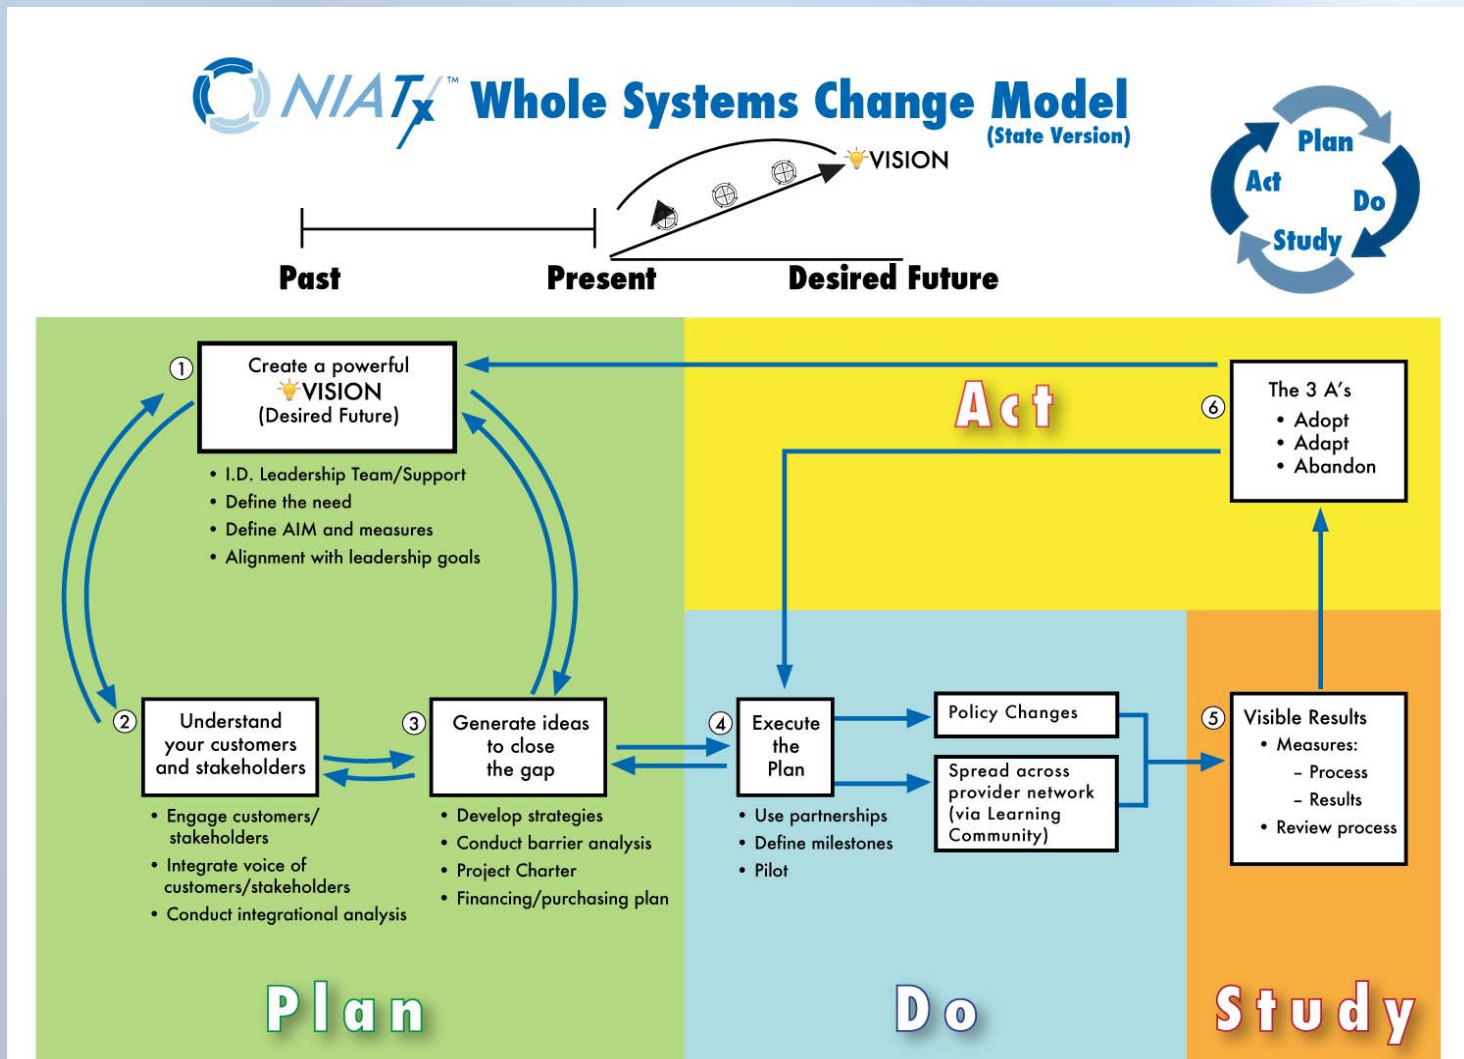 NIATx™ Whole Systems Change Model
(State Version)
VISION
Past
Present
Desired Future
Plan
Do
Study
Act
1
Create a powerful
VISION
(Desired Future)
• I.D. Leadership Team/Support
• Define the need
• Define AIM and measures
• Alignment with leadership goals
2
Understand
your customers
and stakeholders
• Engage customers/
stakeholders
• Integrate voice of
customers/stakeholders
• Conduct integrational analysis
3
Generate ideas
to close
the gap
• Develop strategies
• Conduct barrier analysis
• Project Charter
• Financing/purchasing plan
Plan
4
Execute
the
Plan
• Use partnerships
• Define milestones
• Pilot
Policy Changes
Spread across
provider network
(via Learning
Community)
Do
5
Visible Results
• Measures:
– Process
– Results
• Review process
Study
6
The 3 A's
• Adopt
• Adapt
• Abandon
Act